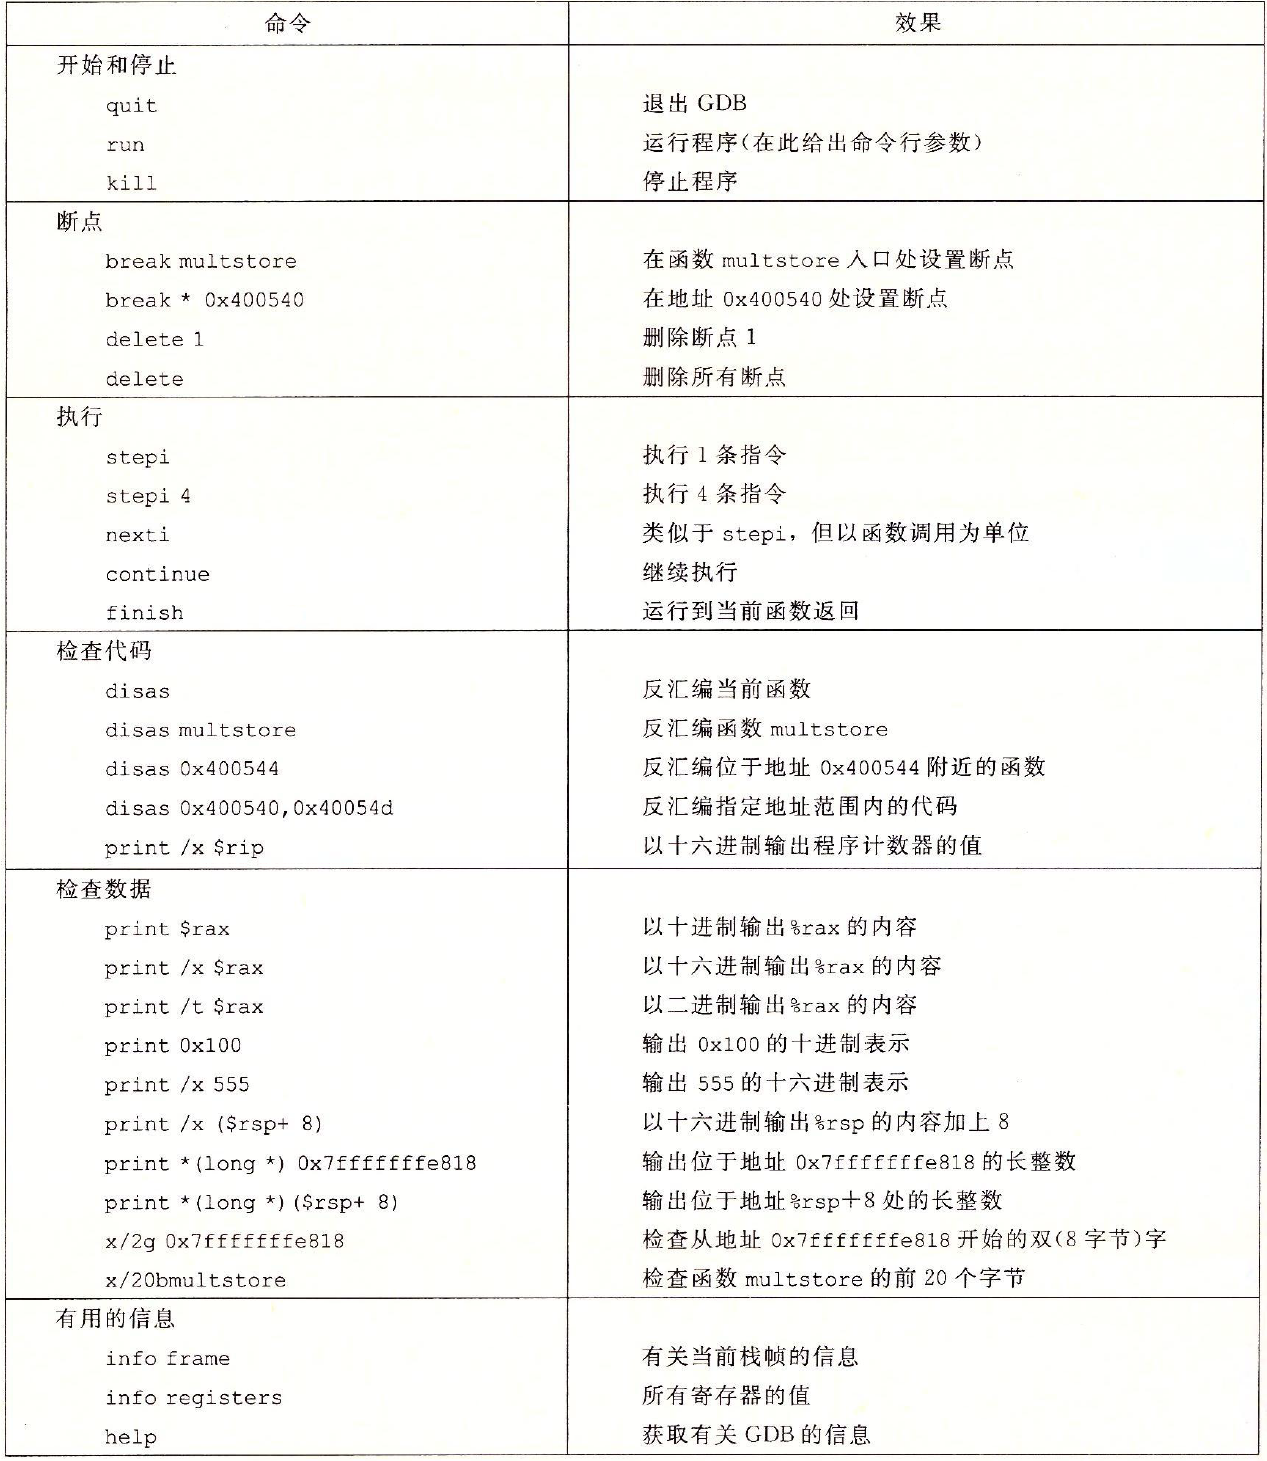 命令 效果
开始和停止
quit 退出 GDB
run 运行程序(在此给出命令行参数)
kill 停止程序
断点
break multstore 在函数 multstore 入口处设置断点
break * 0x400540 在地址 0x400540 处设置断点
delete 1 删除断点 1
delete 删除所有断点
执行
stepi 执行 1 条指令
stepi 4 执行 4 条指令
nexti 类似于 stepi，但以函数调用为单位
continue 继续执行
finish 运行到当前函数返回
检查代码
disas 反汇编当前函数
disas multstore 反汇编函数 multstore
disas 0x400544 反汇编位于地址 0x400544 附近的函数
disas 0x400540,0x40054d 反汇编指定地址范围内的代码
print /x $rip 以十六进制输出程序计数器的值
检查数据
print $rax 以十进制输出%rax 的内容
print /x $rax 以十六进制输出%rax 的内容
print /t $rax 以二进制输出%rax 的内容
print 0x100 输出 0x100 的十进制表示
print /x 555 输出 555 的十六进制表示
print /x ($rsp+ 8) 以十六进制输出%rsp 的内容加上 8
print *(long *) 0x7fffffffe818 输出位于地址 0x7fffffffe818 的长整数
print *(long *)($rsp+ 8) 输出位于地址%rsp+8 处的长整数
x/2g 0x7fffffffe818 检查从地址 0x7fffffffe818 开始的双(8 字节)字
x/20bmultstore 检查函数 multstore 的前 20 个字节
有用的信息
info frame 有关当前栈帧的信息
info registers 所有寄存器的值
help 获取有关 GDB 的信息